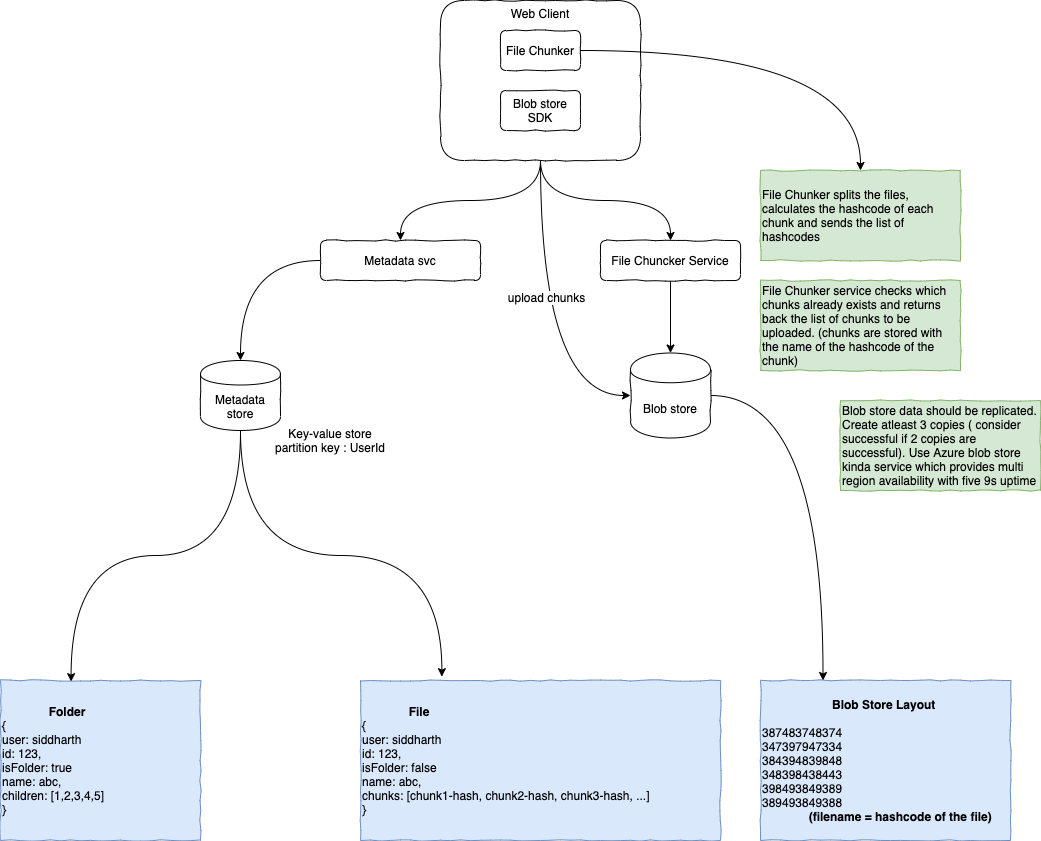 Web Client
File Chunker
Blob store
SDK
File Chunker splits the files,
calculates the hashcode of each
chunk and sends the list of
hashcodes
Metadata svc
File Chuncker Service
upload chunks
File Chunker service checks which
chunks already exists and returns
back the list of chunks to be
uploaded. (chunks are stored with
the name of the hashcode of the
chunk)
Metadata
store
Key-value store
partition key : UserId
Blob store
Blob store data should be replicated.
Create atleast 3 copies ( consider
successful if 2 copies are
successful). Use Azure blob store
kinda service which provides multi
region availability with five 9s uptime
Folder
{
user: siddharth
id: 123,
isFolder: true
name: abc,
children: [1,2,3,4,5]
}
File
{
user: siddharth
id: 123,
isFolder: false
name: abc,
chunks: [chunk1-hash, chunk2-hash, chunk3-hash, ...]
}
Blob Store Layout
387483748374
347397947334
384394839848
348398438443
398493849389
389493849388
(filename = hashcode of the file)